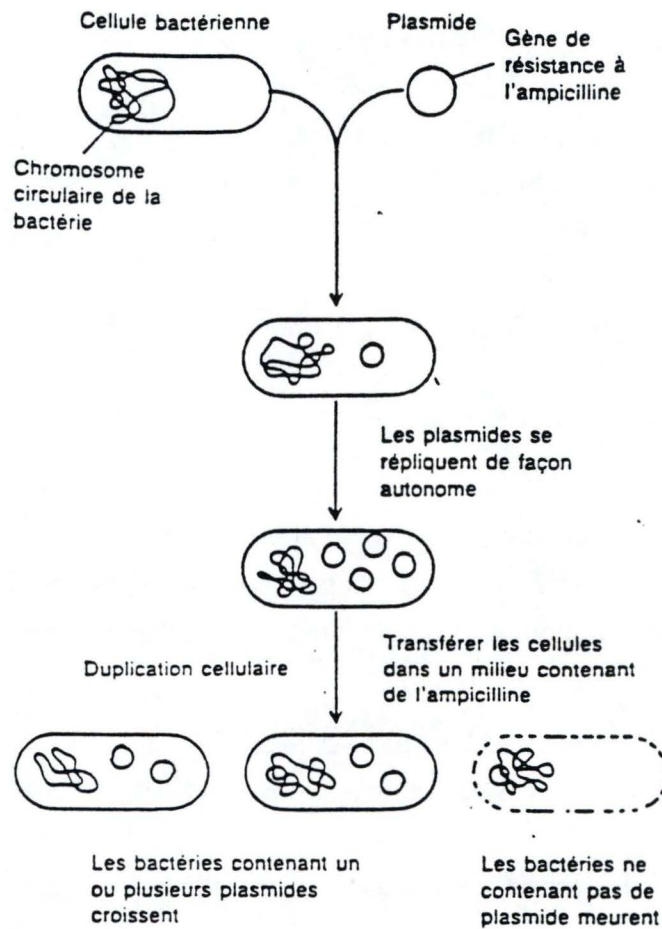 Cellule bactérienne
Plasmide
Gène de
résistance à
l'ampicilline
Chromosome
circulaire de la
bactérie
Les plasmides se
répliquent de façon
autonome
Duplication cellulaire
Transférer les cellules
dans un milieu contenant
de l'ampicilline
Les bactéries contenant un
ou plusieurs plasmides
croissent
Les bactéries ne
contenant pas de
plasmide meurent